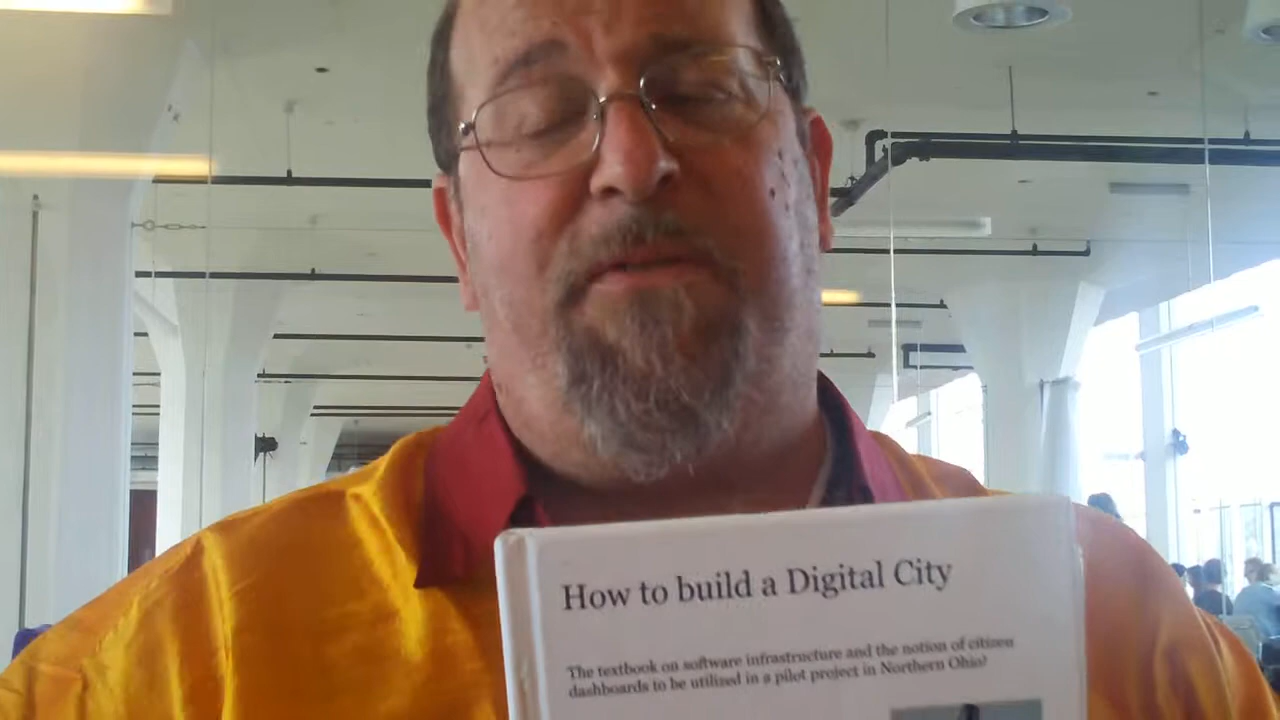 How to build a Digital City
The textbook on software infrastructure and the notion of citizen
dashboards to be utilized in a pilot project in Northern Ohio?